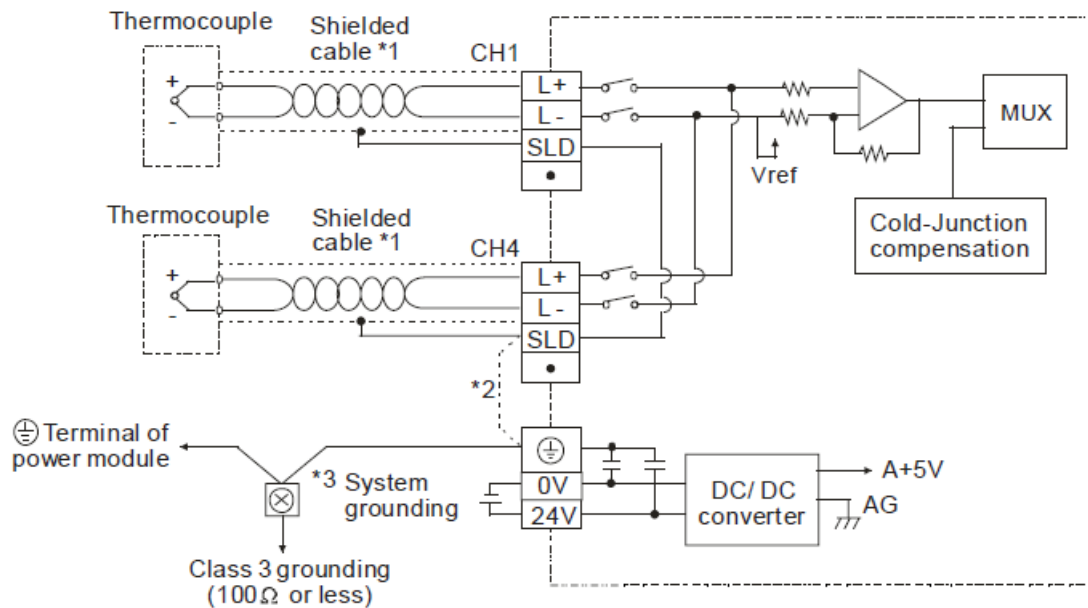 Thermocouple
Shielded
cable *1
CH1
+
-
L+
L -
SLD
Vref
MUX
Cold-Junction
compensation
Thermocouple
Shielded
cable *1
CH4
+
-
L+
L -
SLD
*2
Terminal of
power module
*3 System
grounding
0V
24V
DC/ DC
converter
A+5V
AG
Class 3 grounding
(100Ω or less)